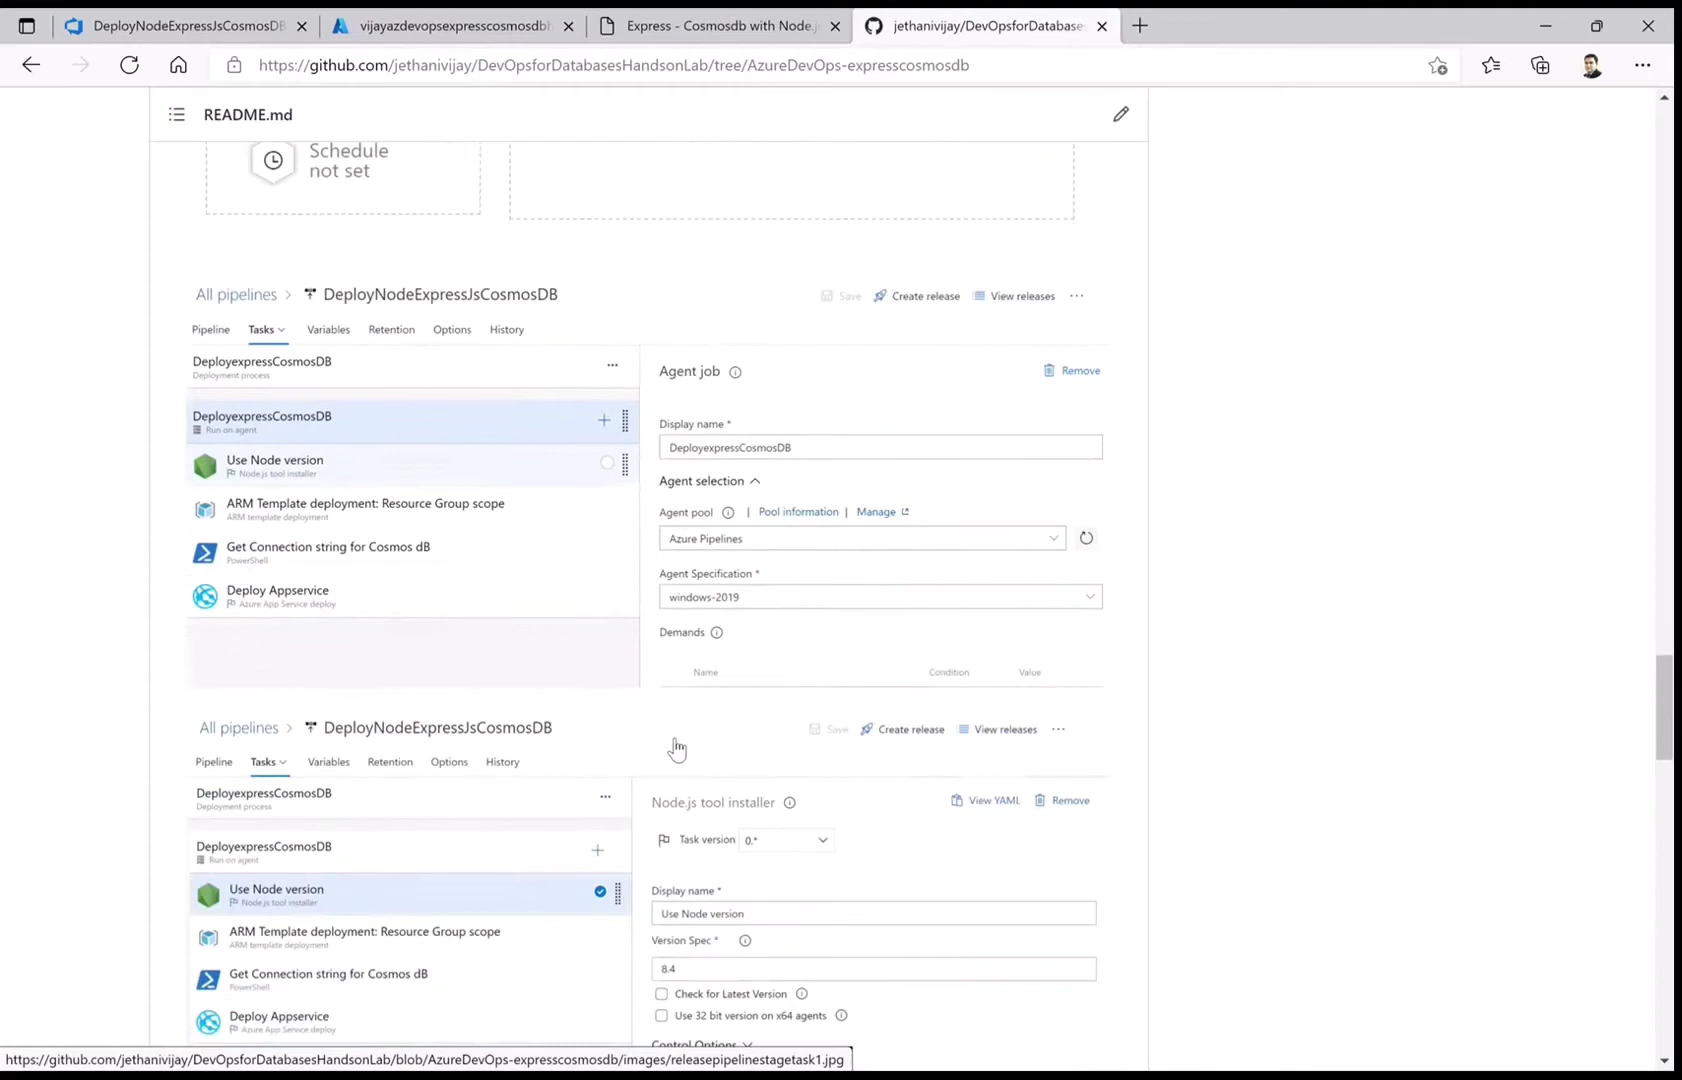 DeployNodeExpressJsCosmosD
vijayazdevopsexpresscosmosdb
Express - Cosmosdb with Node.j
jethanivijay/DevOpsforDatabases
https://github.com/jethanivijay/DevOpsforDatabasesHandsonLab/tree/AzureDevOps-expresscosmosdb
README.md
Schedule
not set
All pipelines > DeployNodeExpressJsCosmosDB
Save Create release View releases ...
Pipeline Tasks Variables Retention Options History
DeployexpressCosmosDB
Deployment process
...
DeployexpressCosmosDB
Run on agent
Use Node version
Node.js tool installer
ARM Template deployment: Resource Group scope
ARM template deployment
Get Connection string for Cosmos dB
PowerShell
Deploy Appservice
Azure App Service deploy
Agent job
Remove
Display name *
DeployexpressCosmosDB
Agent selection
Agent pool | Pool information | Manage
Azure Pipelines
Agent Specification *
windows-2019
Demands
Name Condition Value
All pipelines > DeployNodeExpressJsCosmosDB
Save Create release View releases ...
Pipeline Tasks Variables Retention Options History
DeployexpressCosmosDB
Deployment process
...
DeployexpressCosmosDB
Run on agent
Use Node version
Node.js tool installer
ARM Template deployment: Resource Group scope
ARM template deployment
Get Connection string for Cosmos dB
PowerShell
Deploy Appservice
Azure App Service deploy
Node.js tool installer
View YAML Remove
Task version 0.*
Display name *
Use Node version
Version Spec *
8.4
Check for Latest Version
Use 32 bit version on x64 agents
Control Options
https://github.com/jethanivijay/DevOpsforDatabasesHandsonLab/blob/AzureDevOps-expresscosmosdb/images/releasepipelinestagetask1.jpg